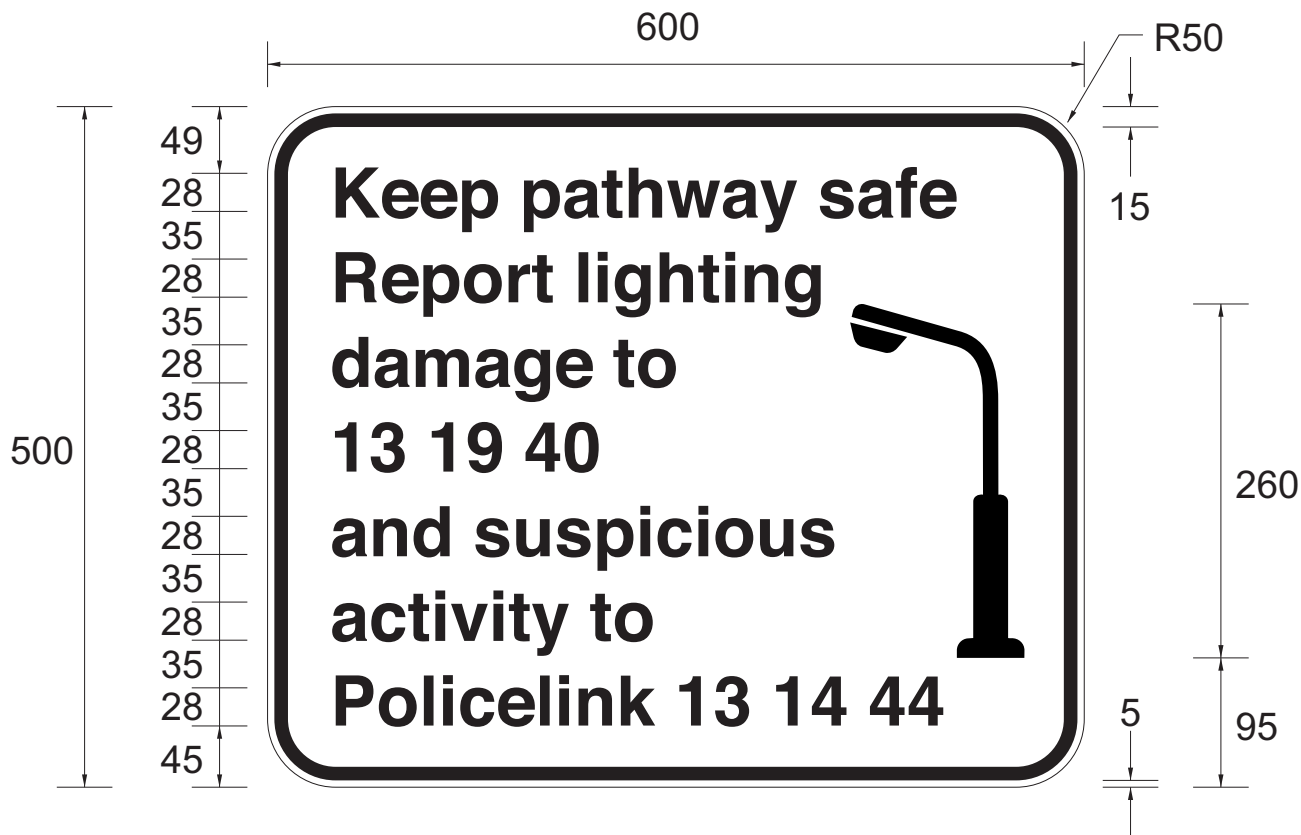 600
R50
49
28
15
35
28
35
28
35
500
28
35
28
35
28
35
28
45
260
5
95
Keep pathway safe
Report lighting
damage to
13 19 40
and suspicious
activity to
Policelink 13 14 44